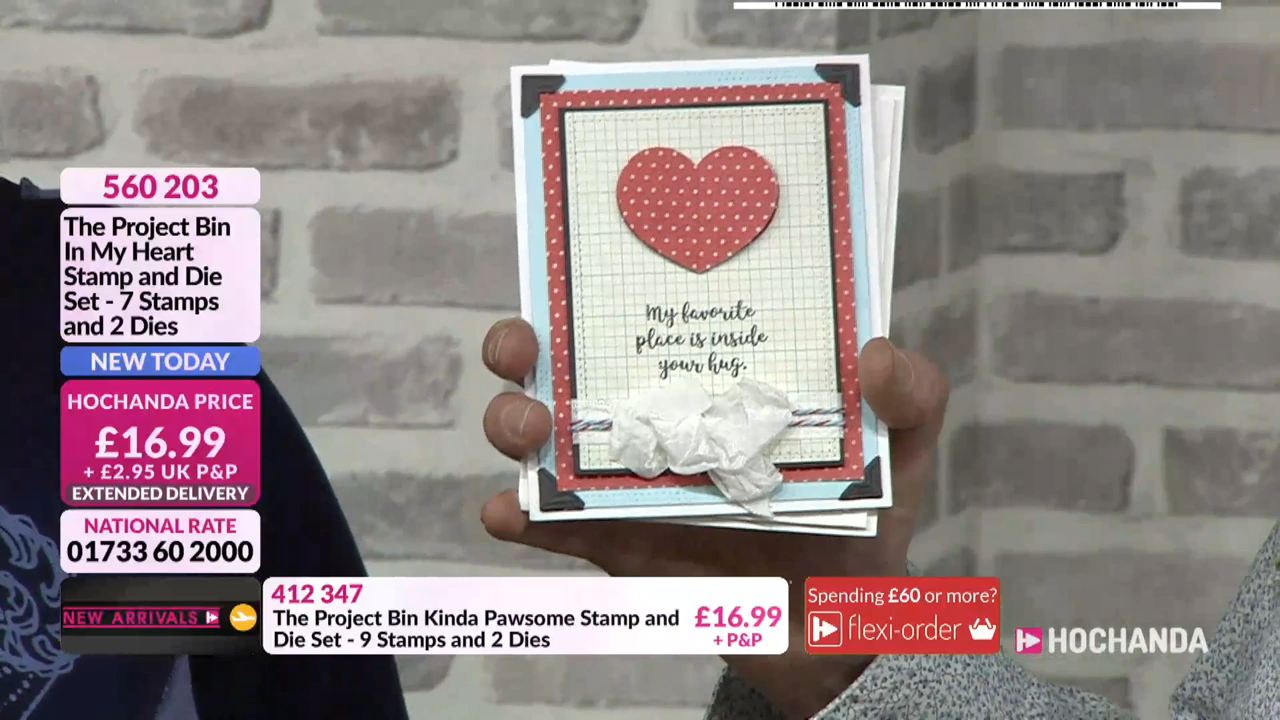 560 203
The Project Bin
In My Heart
Stamp and Die
Set - 7 Stamps
and 2 Dies
NEW TODAY
HOCHANDA PRICE
£16.99
+ £2.95 UK P&P
EXTENDED DELIVERY
NATIONAL RATE
01733 60 2000
My favorite
place is inside
your hug.
NEW ARRIVALS
412 347
The Project Bin Kinda Pawsome Stamp and
Die Set - 9 Stamps and 2 Dies
£16.99
+ P&P
Spending £60 or more?
flexi-order
HOCHANDA